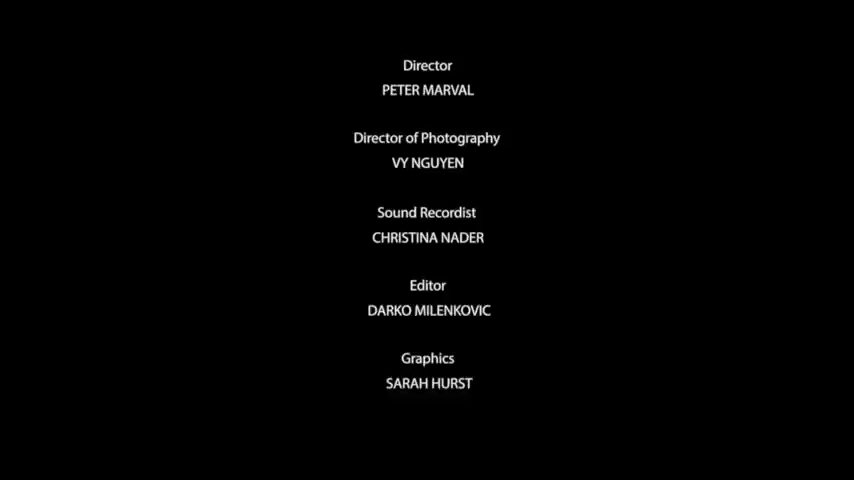 Director
PETER MARVAL
Director of Photography
VY NGUYEN
Sound Recordist
CHRISTINA NADER
Editor
DARKO MILENKOVIC
Graphics
SARAH HURST